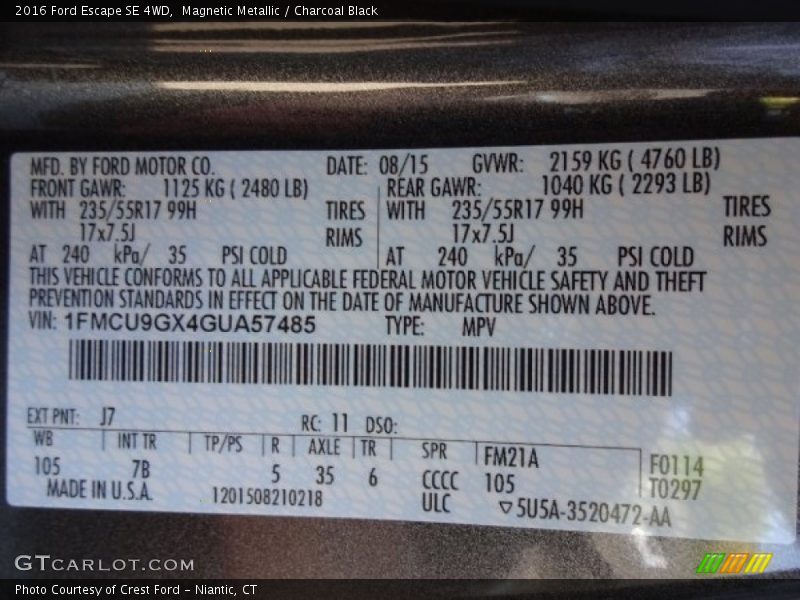 2016 Ford Escape SE 4WD,  Magnetic Metallic / Charcoal Black
MFD. BY FORD MOTOR CO. DATE: 08/15 GVWR: 2159 KG ( 4760 LB)
FRONT GAWR: 1125 KG ( 2480 LB) REAR GAWR: 1040 KG ( 2293 LB)
WITH 235/55R17 99H TIRES WITH 235/55R17 99H TIRES
17x7.5J RIMS 17x7.5J RIMS
AT 240 kPa/ 35 PSI COLD AT 240 kPa/ 35 PSI COLD
THIS VEHICLE CONFORMS TO ALL APPLICABLE FEDERAL MOTOR VEHICLE SAFETY AND THEFT
PREVENTION STANDARDS IN EFFECT ON THE DATE OF MANUFACTURE SHOWN ABOVE.
VIN: 1FMCU9GX4GUA57485 TYPE: MPV
EXT PNT: J7 RC: 11 DSO:
WB INT TR TP/PS R AXLE TR SPR FM21A F0114
105 7B 5 35 6 CCCC 105 T0297
MADE IN U.S.A. 1201508210218 ULC ▽5U5A-3520472-AA
GTCARLOT.COM
Photo Courtesy of Crest Ford - Niantic, CT